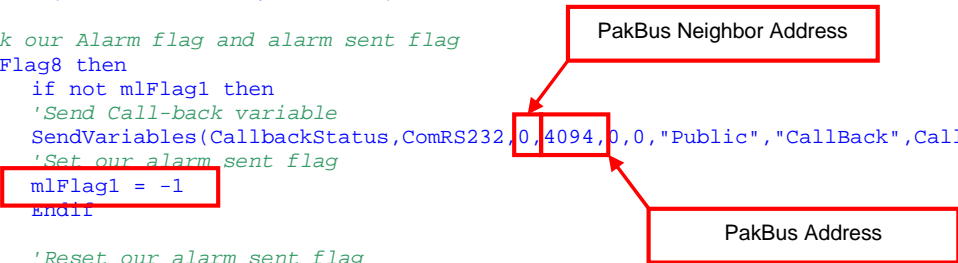 PakBus Neighbor Address
k our Alarm flag and alarm sent flag
Flag8 then
if not mlFlag1 then
'Send Call-back variable
SendVariables(CallbackStatus,ComRS232,0,4094,0,0,"Public","CallBack",Call
'Set our alarm sent flag
mlFlag1 = -1
Endif
PakBus Address
'Reset our alarm sent flag